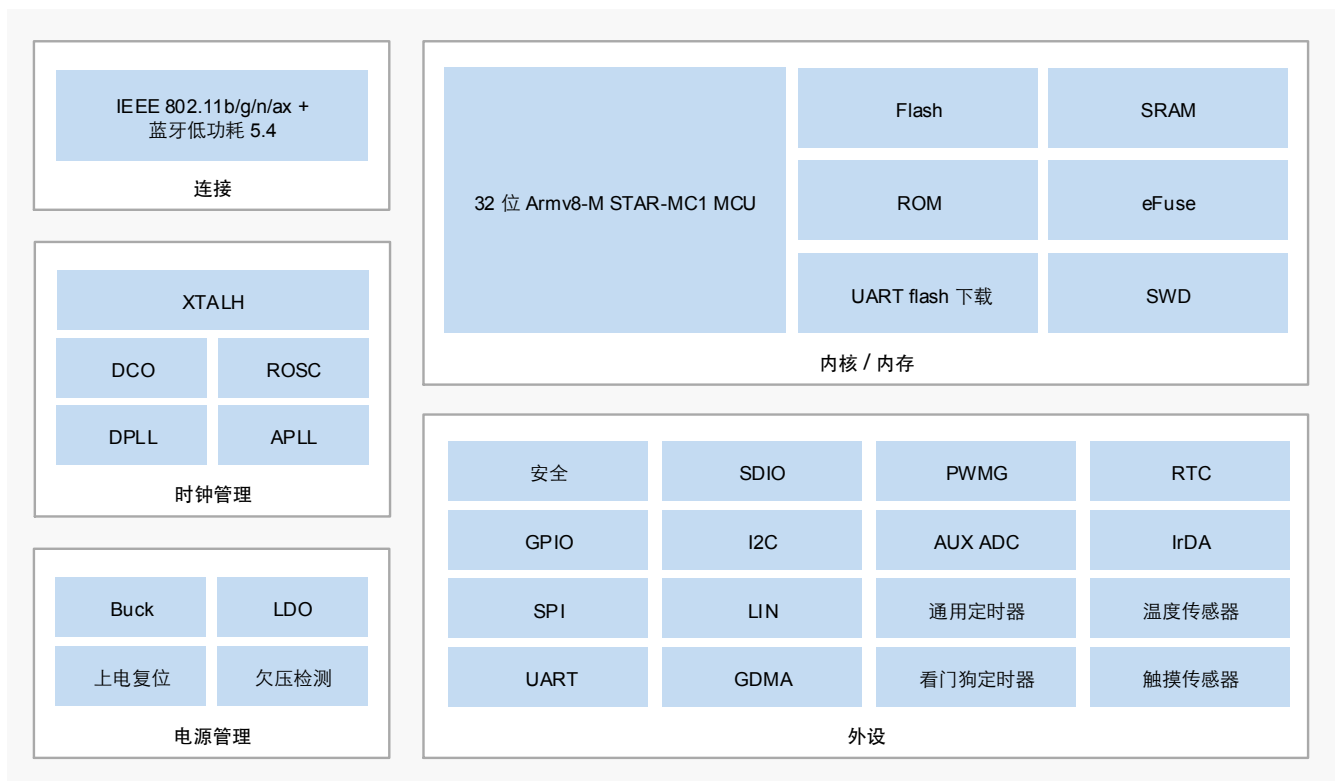 IEEE 802.11b/g/n/ax +
蓝牙低功耗 5.4
连接
XTALH
DCO
ROSC
DPLL
APLL
时钟管理
Buck
LDO
上电复位
欠压检测
电源管理
32 位 Armv8-M STAR-MC1 MCU
Flash
SRAM
ROM
eFuse
UART flash 下载
SWD
内核 / 内存
安全
SDIO
PWMG
RTC
GPIO
I2C
AUX ADC
IrDA
SPI
LIN
通用定时器
温度传感器
UART
GDMA
看门狗定时器
触摸传感器
外设